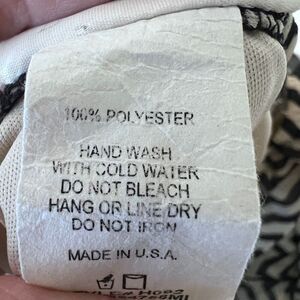 100% POLYESTER
HAND WASH
WITH COLD WATER
DO NOT BLEACH
HANG OR LINE DRY
DO NOT IRON
MADE IN U.S.A.